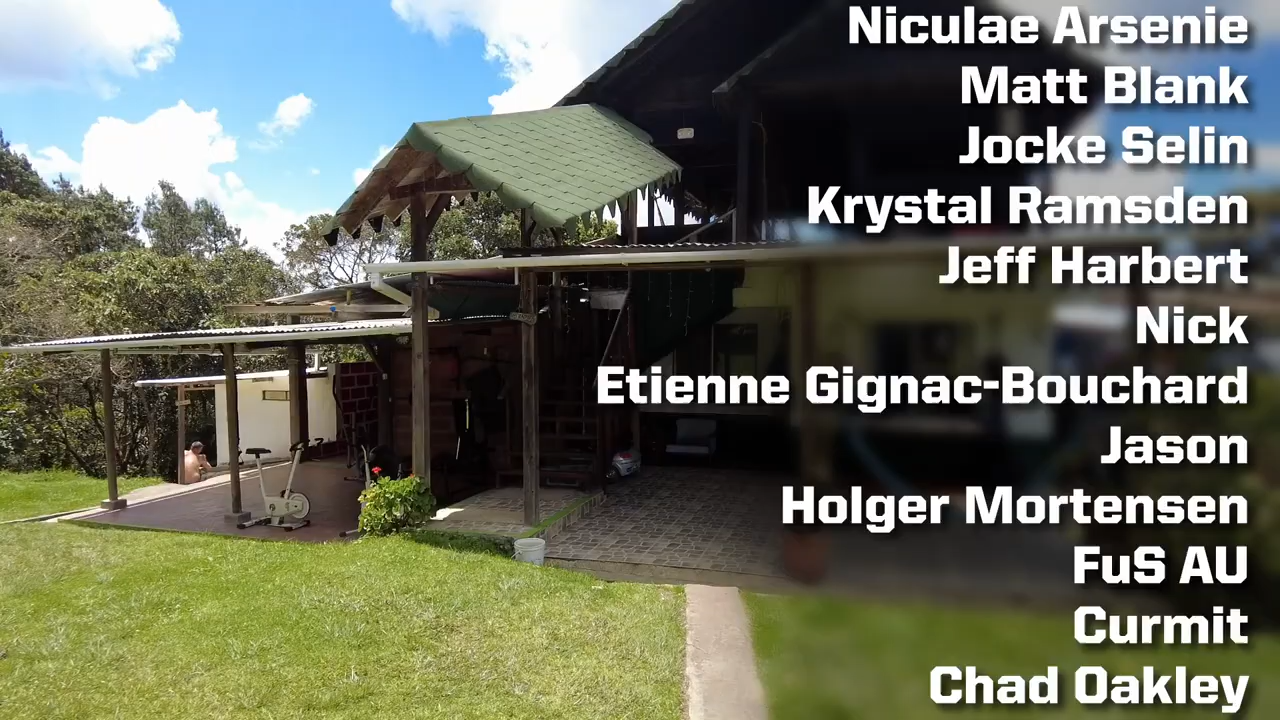 Niculae Arsenie
Matt Blank
Jocke Selin
Krystal Ramsden
Jeff Harbert
Nick
Etienne Gignac-Bouchard
Jason
Holger Mortensen
FuS AU
Curmit
Chad Oakley